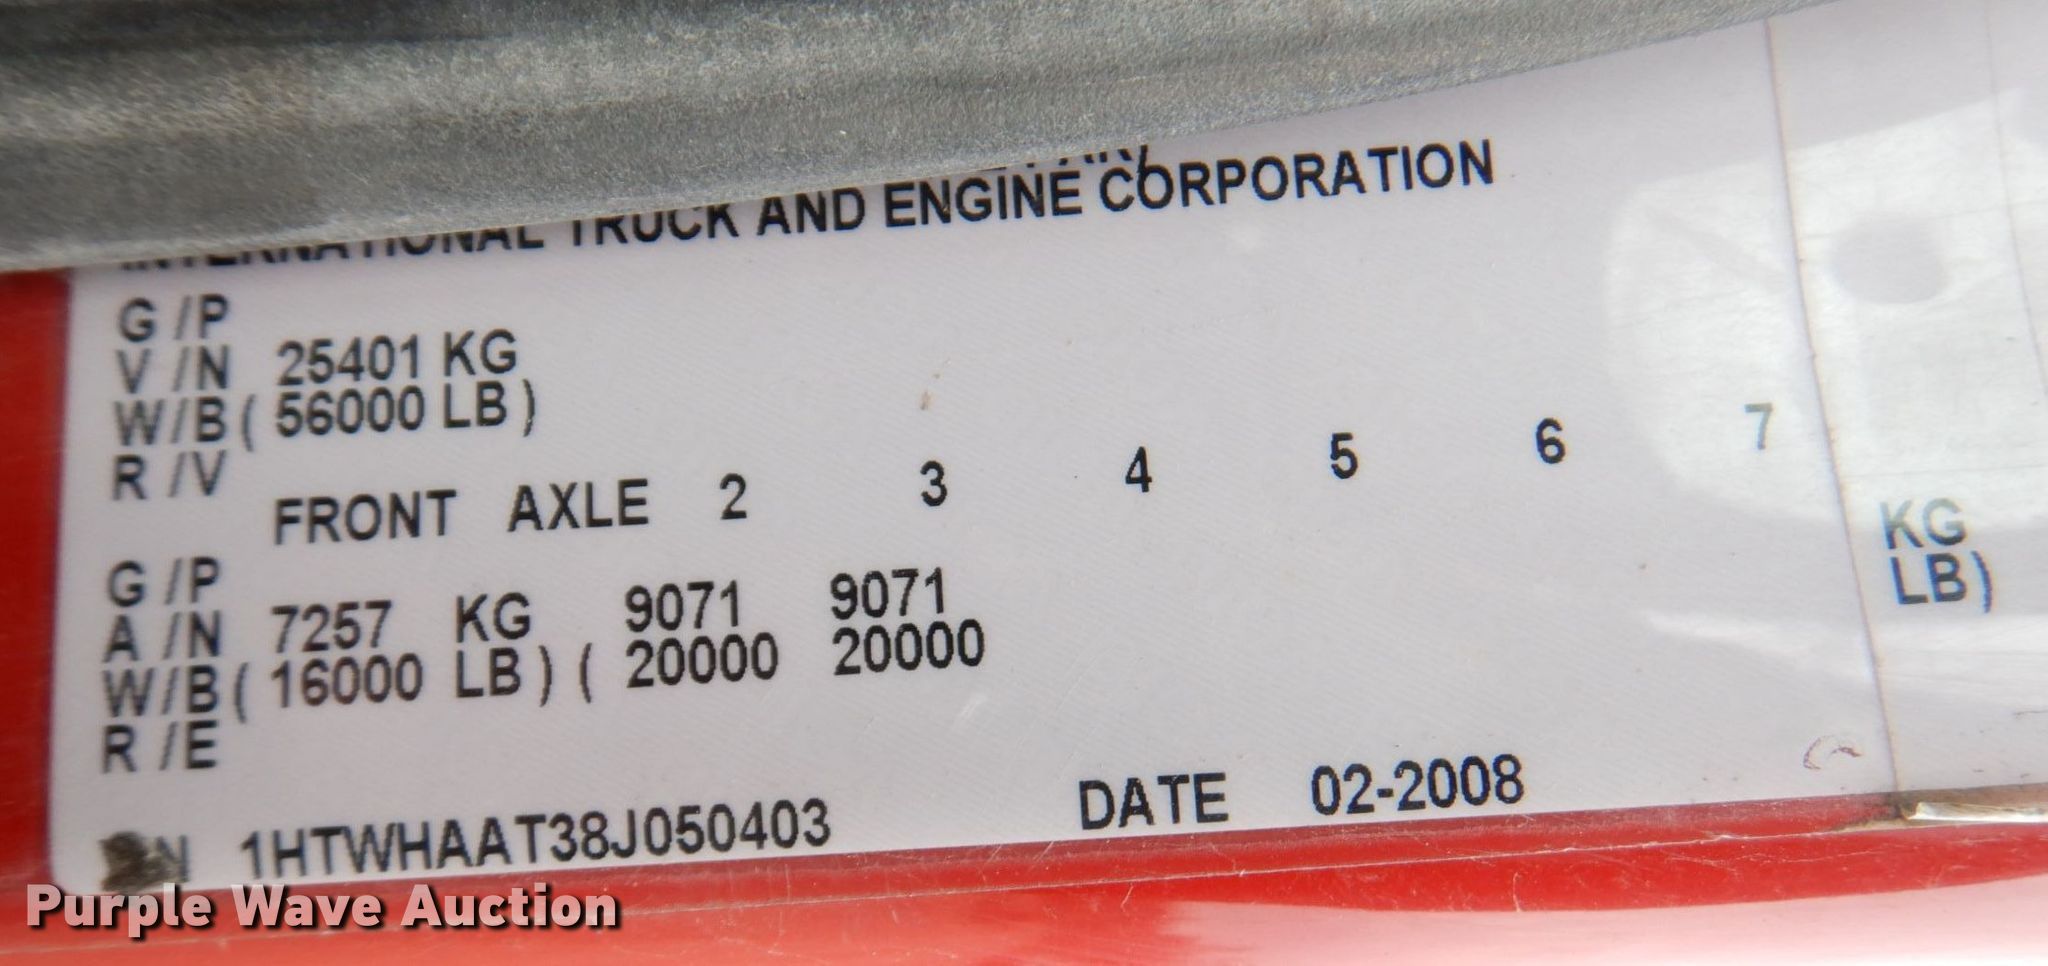 INTERNATIONAL TRUCK AND ENGINE CORPORATION
G /P
V /N 25401 KG
W/B ( 56000 LB )
R /V
FRONT AXLE 2 3 4 5 6 7
G /P
A /N 7257 KG 9071 9071 KG
W/B ( 16000 LB ) ( 20000 20000 LB)
R /E
N 1HTWHAAT38J050403 DATE 02-2008
Purple Wave Auction